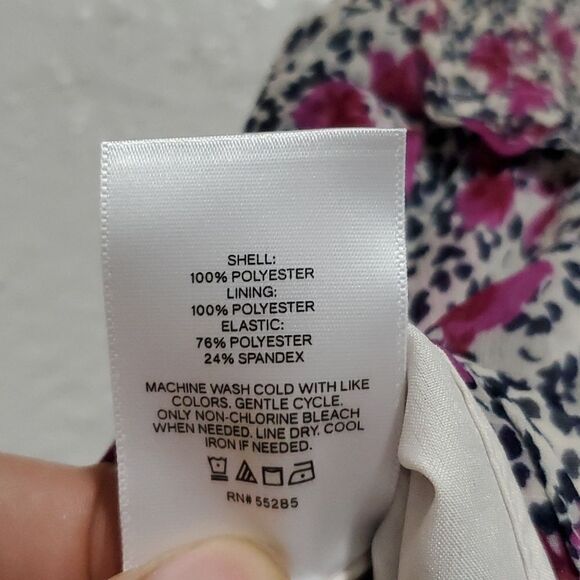 SHELL:
100% POLYESTER
LINING:
100% POLYESTER
ELASTIC:
76% POLYESTER
24% SPANDEX
MACHINE WASH COLD WITH LIKE
COLORS. GENTLE CYCLE.
ONLY NON-CHLORINE BLEACH
WHEN NEEDED. LINE DRY. COOL
IRON IF NEEDED.
RN# 55285